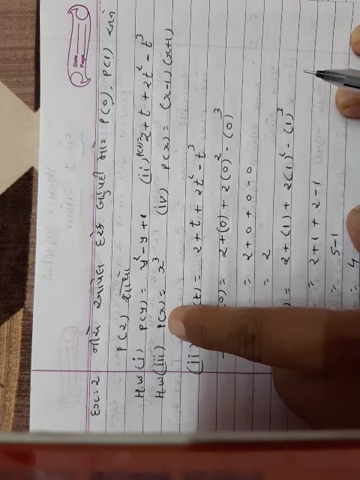 દા.ત:2 નીચે આપેલ દરેક બહુપદી માટે P(0), P(1) અને
P(2) શોધો
H.W (i) P(y) = y² - y + 1 (ii) P(t) = 2 + t + 2t² - t³
H.W (iii) P(x) = x³ (iv) P(x) = (x-1) (x+1)
(ii) (t) = 2 + t + 2t² - t³
(0) = 2 + (0) + 2(0)² - (0)³
= 2 + 0 + 0 - 0
= 2
) = 2 + (1) + 2(1)² - (1)³
= 2 + 1 + 2 - 1
= 5 - 1
= 4